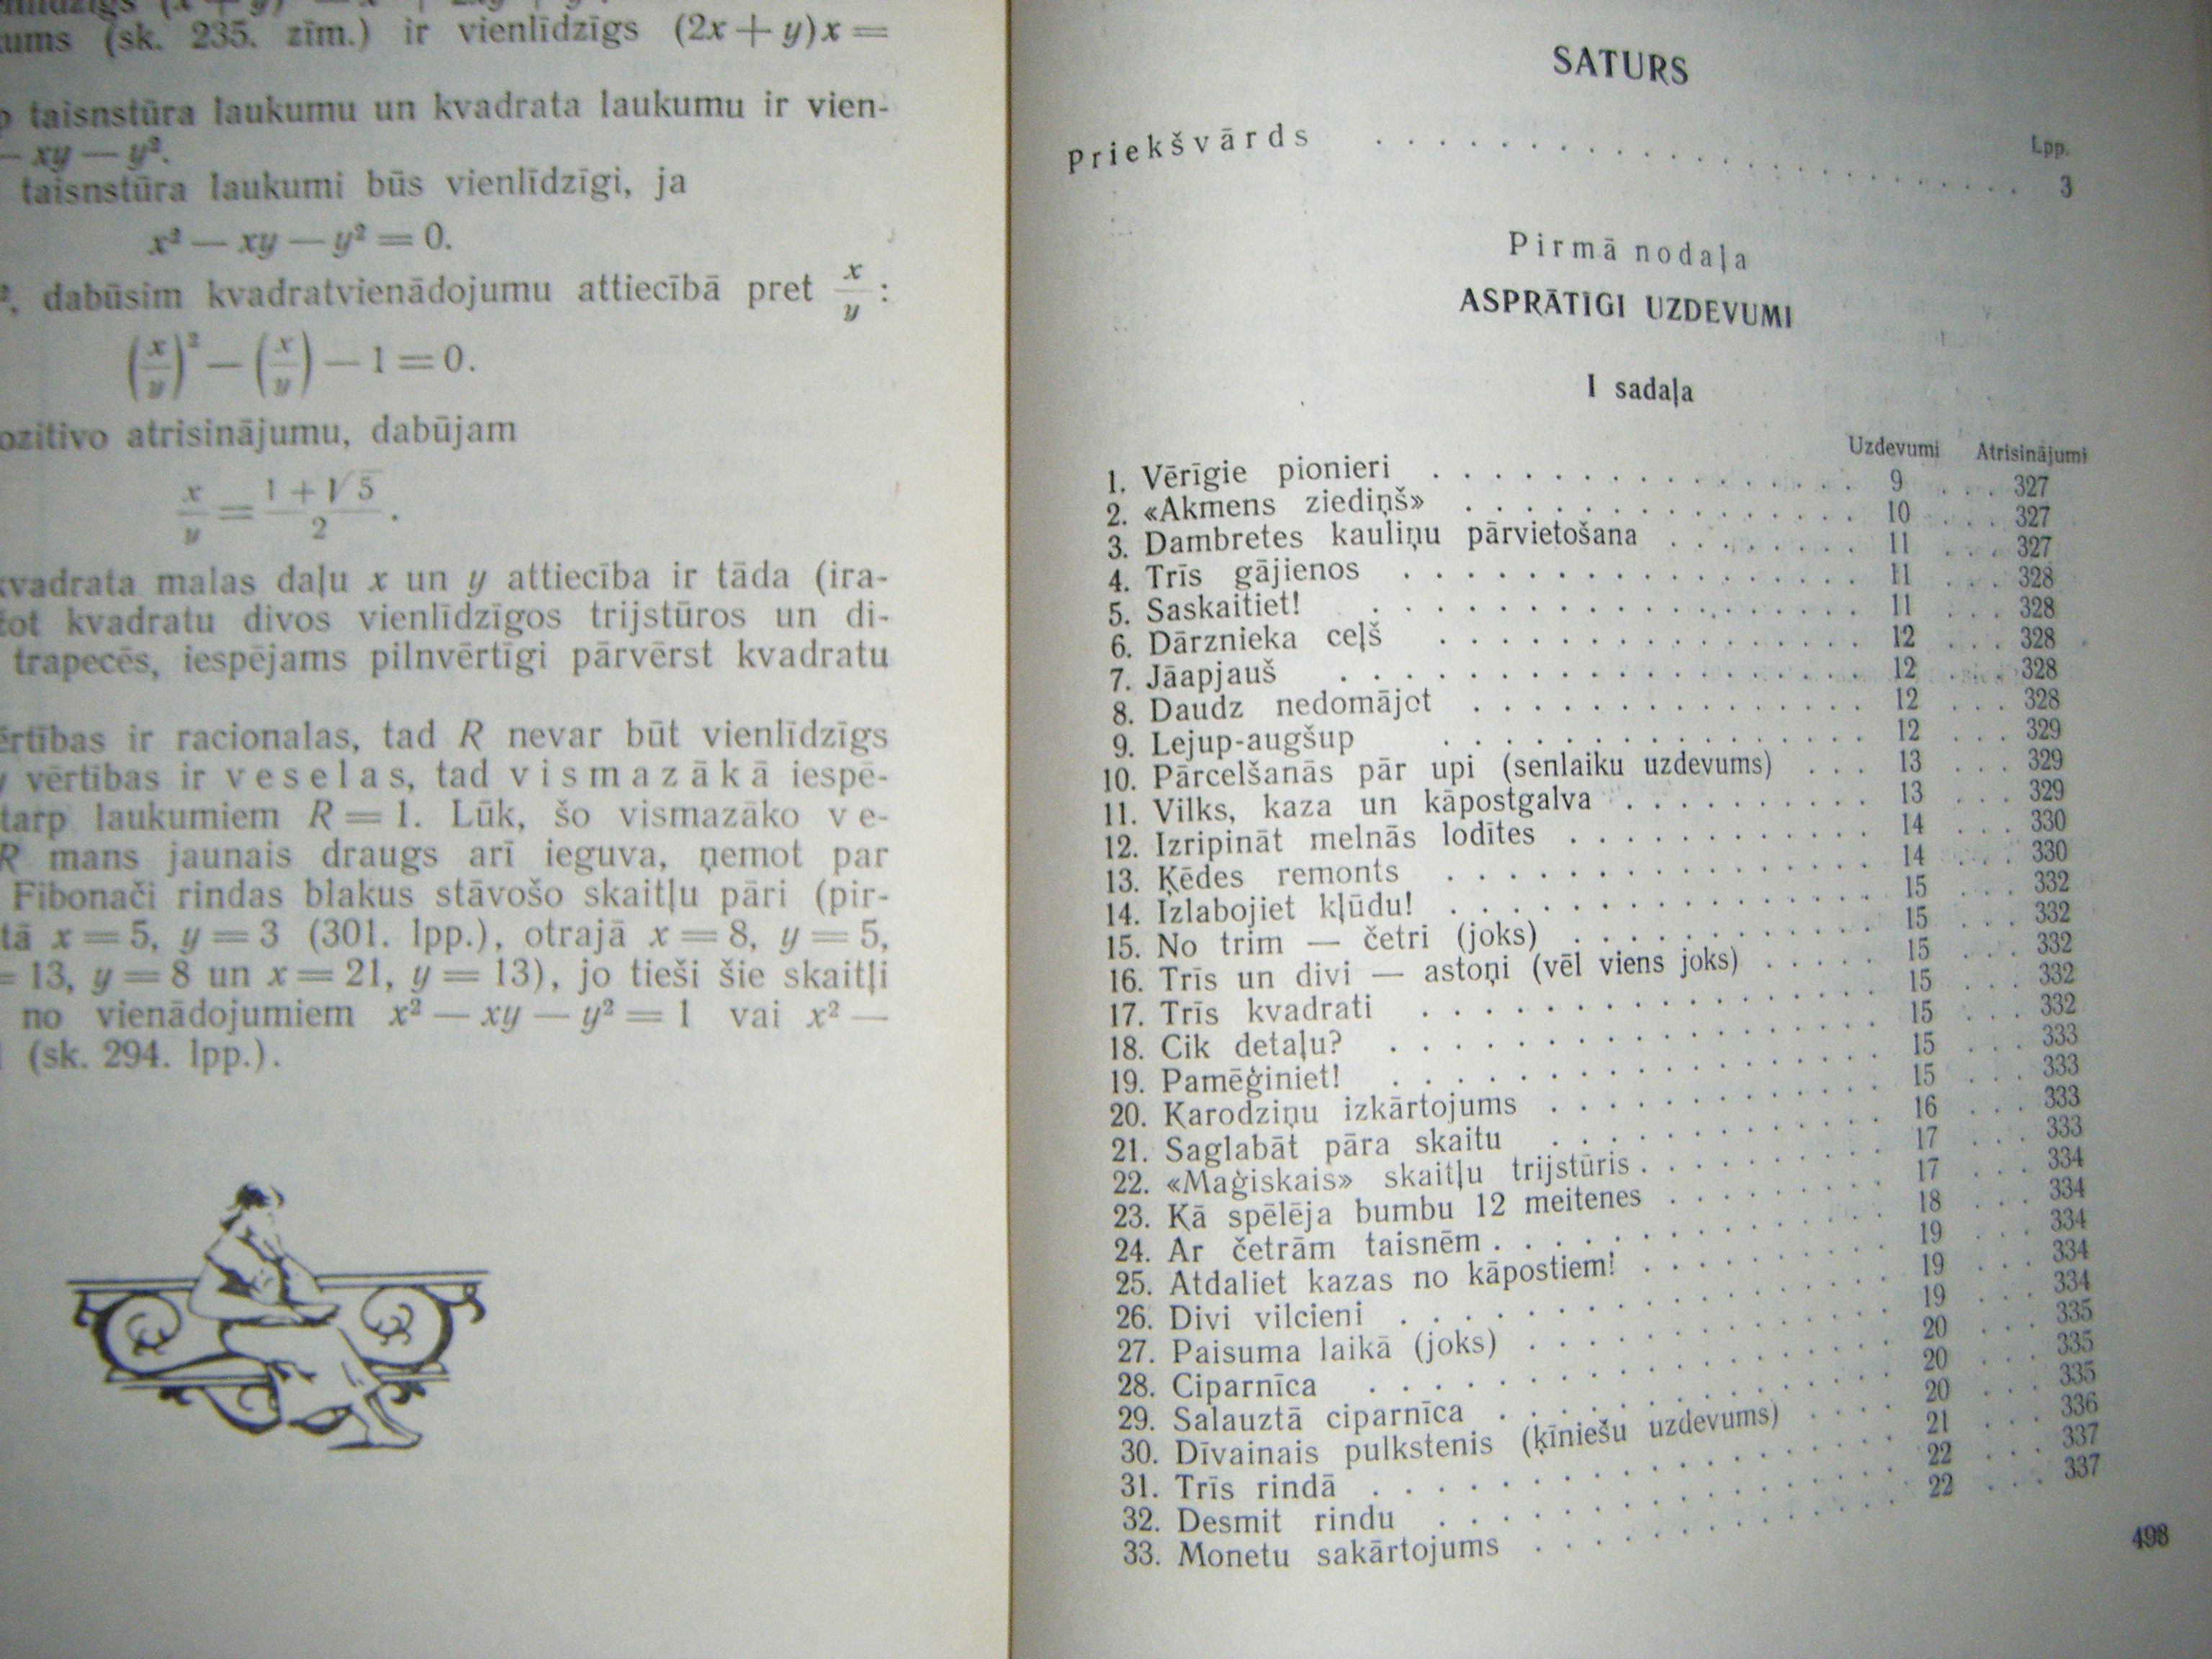 kums (sk. 235. zīm.) ir vienlīdzīgs (2x + y)x =
taisnstūra laukumu un kvadrata laukumu ir vien-
— xy — y².
taisnstūra laukumi būs vienlīdzīgi, ja
x² — xy — y² = 0.
dabūsim kvadratvienādojumu attiecībā pret x/y :
(x/y)² — (x/y) — 1 = 0.
ozitivo atrisinājumu, dabūjam
x/y = (1 + √5)/2 .
kvadrata malas daļu x un y attiecība ir tāda (ira-
žot kvadratu divos vienlīdzīgos trijstūros un di-
trapecēs, iespējams pilnvērtīgi pārvērst kvadratu
ērtības ir racionalas, tad R nevar būt vienlīdzīgs
y vērtības ir veselas, tad vismazākā iespē-
tarp laukumiem R = 1. Lūk, šo vismazāko ve-
R mans jaunais draugs arī ieguva, ņemot par
Fibonači rindas blakus stāvošo skaitļu pāri (pir-
tā x = 5, y = 3 (301. lpp.), otrajā x = 8, y = 5,
= 13, y = 8 un x = 21, y = 13), jo tieši šie skaitļi
no vienādojumiem x² — xy — y² = 1 vai x² —
(sk. 294. lpp.).
SATURS
Lpp.
Priekšvārds . . . 3
Pirmā nodaļa
ASPRĀTĪGI UZDEVUMI
I sadaļa
Uzdevumi Atrisinājumi
1. Vērīgie pionieri . . . 9 . . . 327
2. «Akmens ziediņš» . . . 10 . . . 327
3. Dambretes kauliņu pārvietošana . . . 11 . . . 327
4. Trīs gājienos . . . 11 . . . 328
5. Saskaitiet! . . . 11 . . . 328
6. Dārznieka ceļš . . . 12 . . . 328
7. Jāapjauš . . . 12 . . . 328
8. Daudz nedomājot . . . 12 . . . 328
9. Lejup-augšup . . . 12 . . . 329
10. Pārcelšanās pār upi (senlaiku uzdevums) . . . 13 . . . 329
11. Vilks, kaza un kāpostgalva . . . 13 . . . 329
12. Izripināt melnās lodītes . . . 14 . . . 330
13. Ķēdes remonts . . . 14 . . . 330
14. Izlabojiet kļūdu! . . . 15 . . . 332
15. No trim — četri (joks) . . . 15 . . . 332
16. Trīs un divi — astoņi (vēl viens joks) . . . 15 . . . 332
17. Trīs kvadrati . . . 15 . . . 332
18. Cik detaļu? . . . 15 . . . 332
19. Pamēģiniet! . . . 15 . . . 333
20. Karodziņu izkārtojums . . . 15 . . . 333
21. Saglabāt pāra skaitu . . . 16 . . . 333
22. «Maģiskais» skaitļu trijstūris . . . 17 . . . 333
23. Kā spēlēja bumbu 12 meitenes . . . 17 . . . 334
24. Ar četrām taisnēm . . . 18 . . . 334
25. Atdaliet kazas no kāpostiem! . . . 19 . . . 334
26. Divi vilcieni . . . 19 . . . 334
27. Paisuma laikā (joks) . . . 19 . . . 334
28. Ciparnīca . . . 20 . . . 335
29. Salauztā ciparnīca . . . 20 . . . 335
30. Dīvainais pulkstenis (ķīniešu uzdevums) . . . 20 . . . 335
31. Trīs rindā . . . 21 . . . 336
32. Desmit rindu . . . 22 . . . 337
33. Monetu sakārtojums . . . 22 . . . 337
498